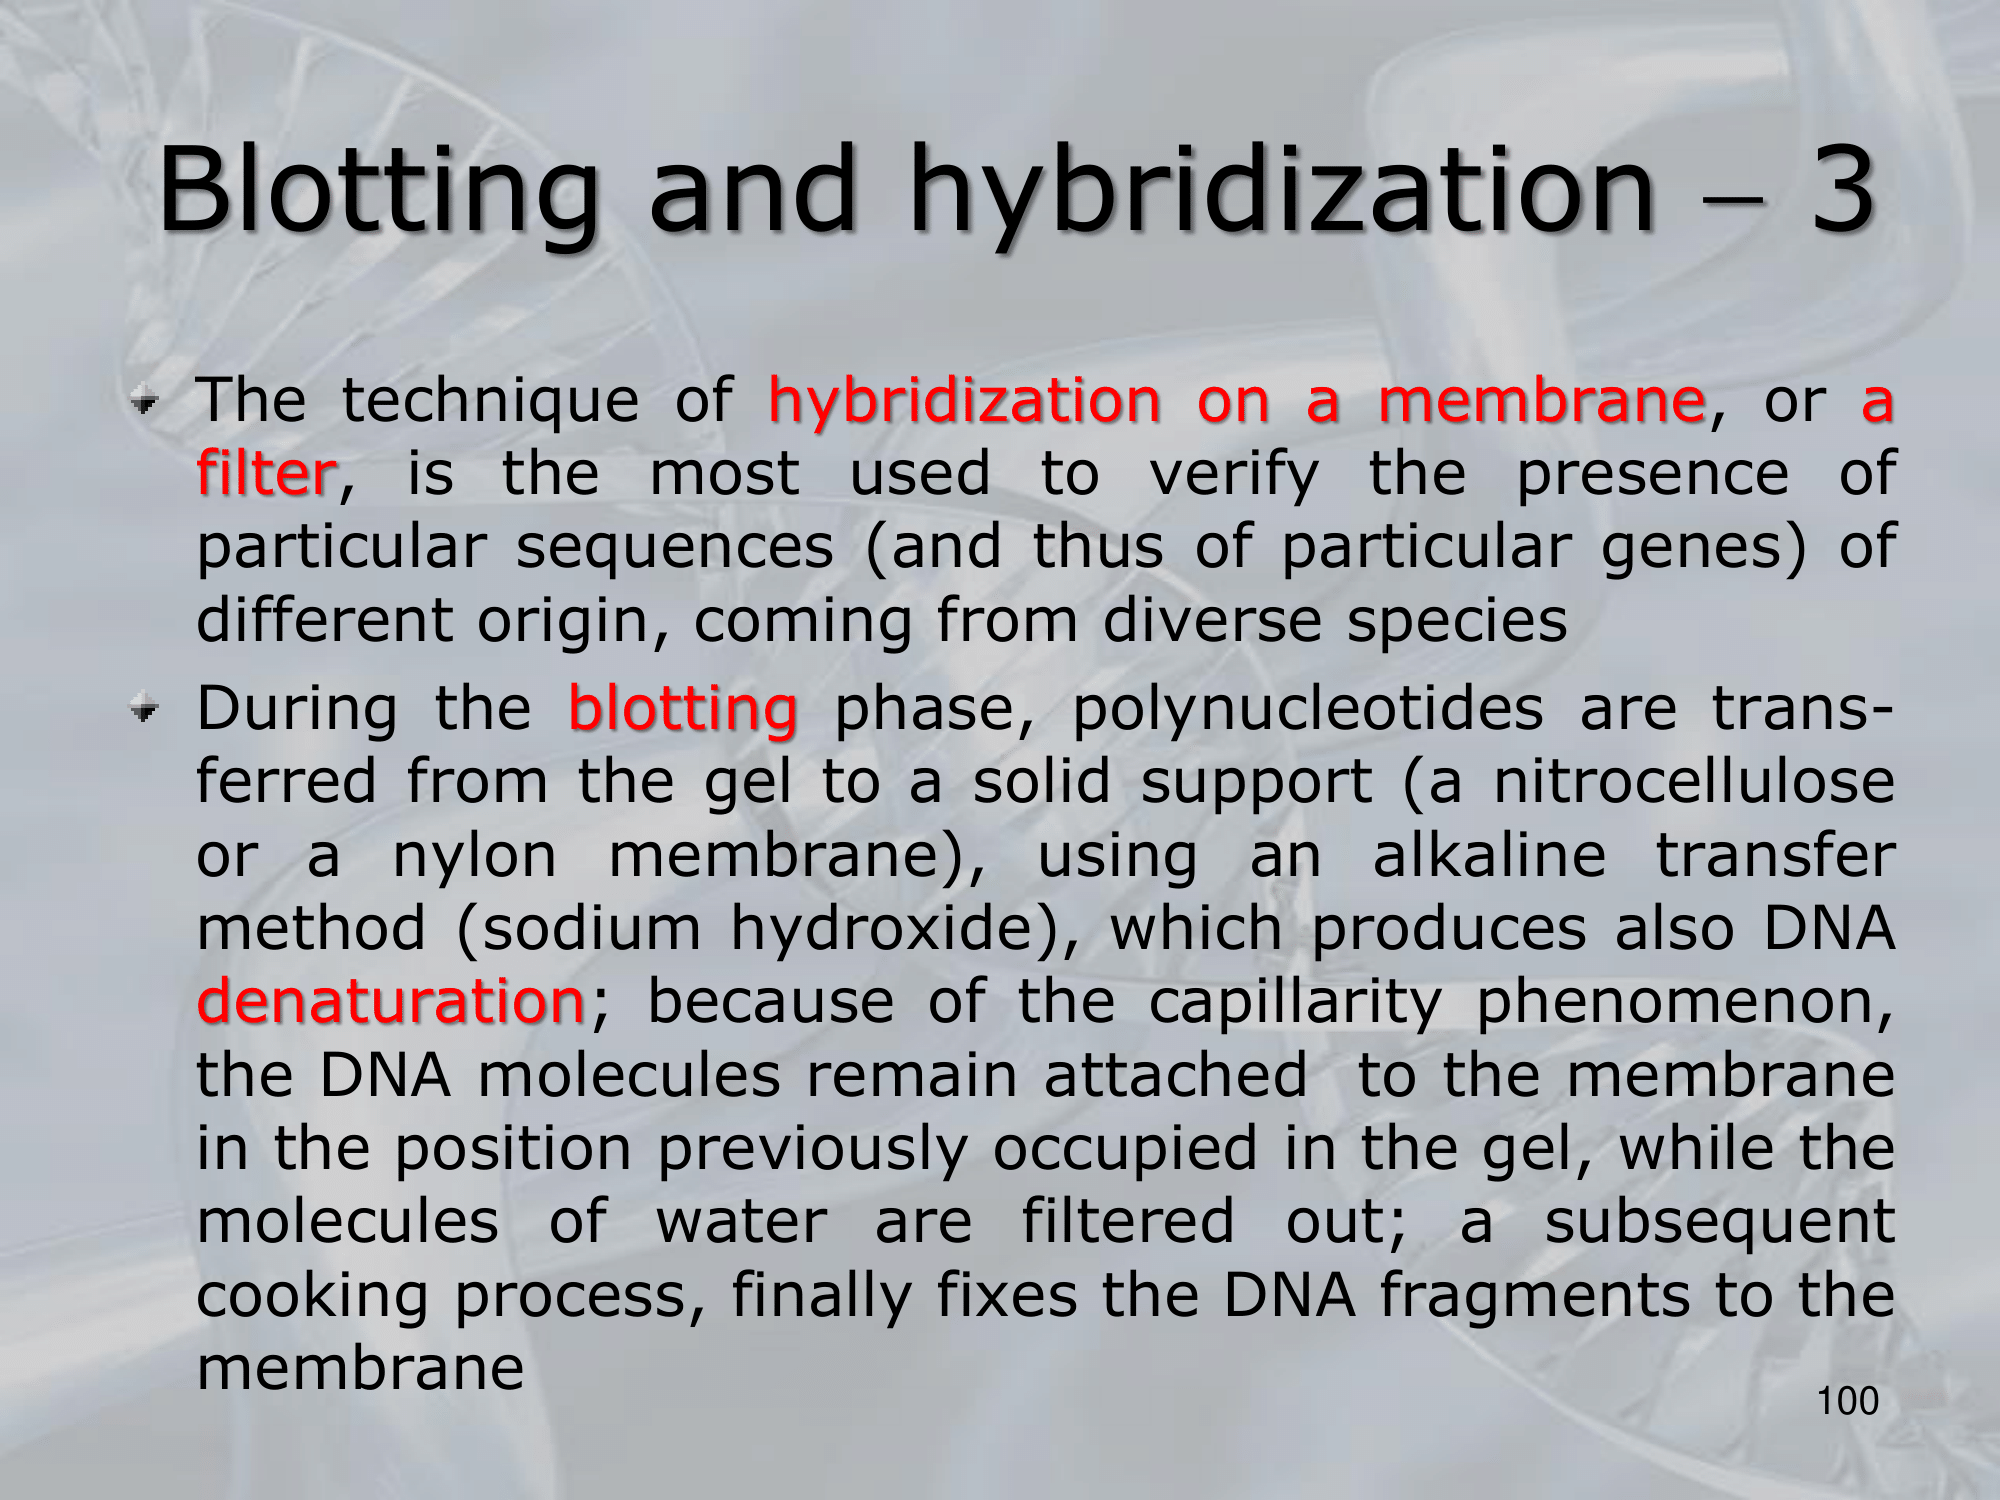 Blotting and hybridization – 3
The technique of hybridization on a membrane, or a
filter, is the most used to verify the presence of
particular sequences (and thus of particular genes) of
different origin, coming from diverse species
During the blotting phase, polynucleotides are trans-
ferred from the gel to a solid support (a nitrocellulose
or a nylon membrane), using an alkaline transfer
method (sodium hydroxide), which produces also DNA
denaturation; because of the capillarity phenomenon,
the DNA molecules remain attached to the membrane
in the position previously occupied in the gel, while the
molecules of water are filtered out; a subsequent
cooking process, finally fixes the DNA fragments to the
membrane
100